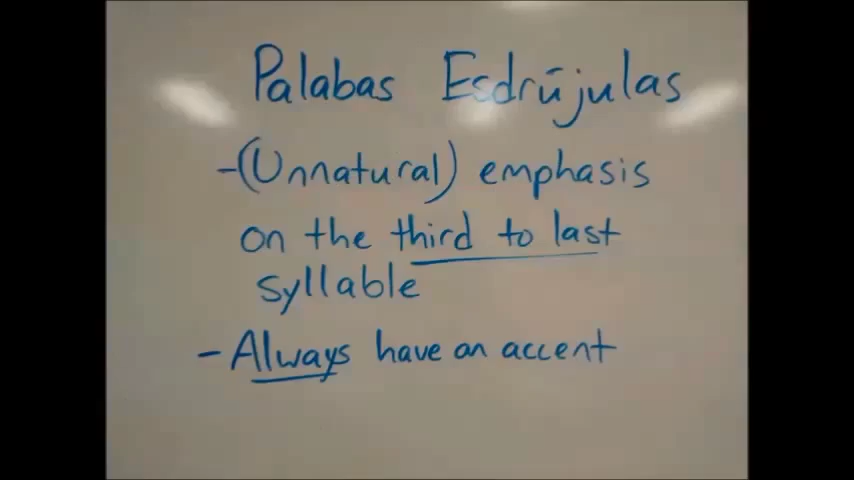 Palabas Esdrújulas
-(Unnatural) emphasis
on the third to last
syllable
- Always have an accent